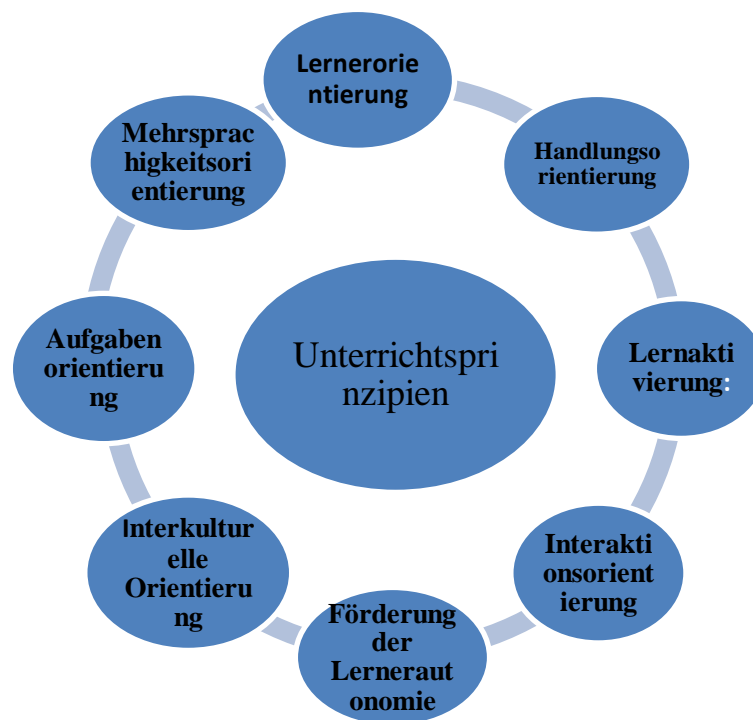 Lernerorie
ntierung
Handlungso
rientierung
Lernakti
vierung:
Interakti
onsorient
ierung
Förderung
der
Lerneraut
onomie
Interkultur
elle
Orientieru
ng
Aufgaben
orientieru
ng
Mehrsprac
higkeitsori
entierung
Unterrichtspri
nzipien